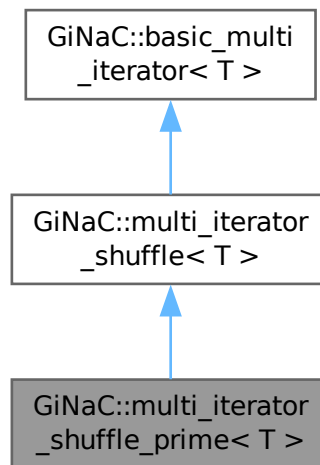 GiNaC::basic_multi
_iterator< T >
GiNaC::multi_iterator
_shuffle< T >
GiNaC::multi_iterator
_shuffle_prime< T >